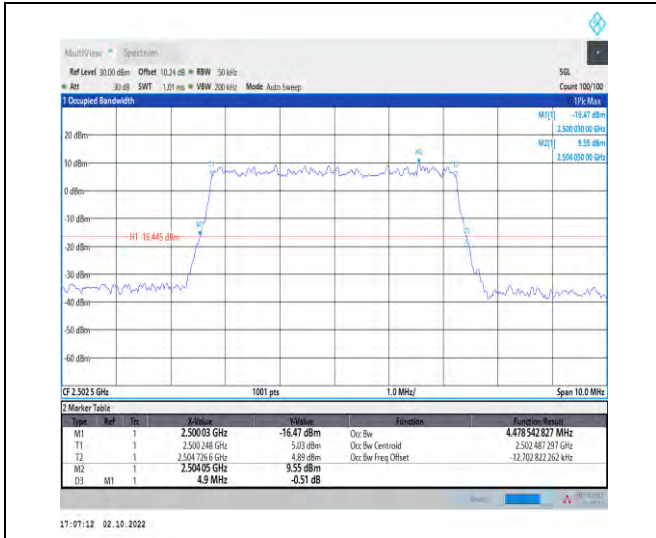 MultiView Spectrum
Ref Level 30.00 dBm Offset 10.24 dB RBW 50 kHz SGL
Att 30 dB SWT 1.01 ms VBW 200 kHz Mode Auto Sweep Count 100/100
1 Occupied Bandwidth 1Pk Max
M1[1] -16.47 dBm
2.500 030 00 GHz
M2[1] 9.55 dBm
2.504 050 00 GHz
20 dBm
M2
10 dBm T1 T2
0 dBm
-10 dBm
M1
H1 -16.445 dBm D3
-20 dBm
-30 dBm
-40 dBm
-50 dBm
-60 dBm
CF 2.502 5 GHz 1001 pts 1.0 MHz/ Span 10.0 MHz
2 Marker Table
Type Ref Trc X-Value Y-Value Function Function Result
M1 1 2.50003 GHz -16.47 dBm Occ Bw 4.478 542 827 MHz
T1 1 2.500 248 GHz 5.03 dBm Occ Bw Centroid 2.502 487 297 GHz
T2 1 2.504 726 6 GHz 4.89 dBm Occ Bw Freq Offset -12.702 822 262 kHz
M2 1 2.50405 GHz 9.55 dBm
D3 M1 1 4.9 MHz -0.51 dB
17:07:12 02.10.2022